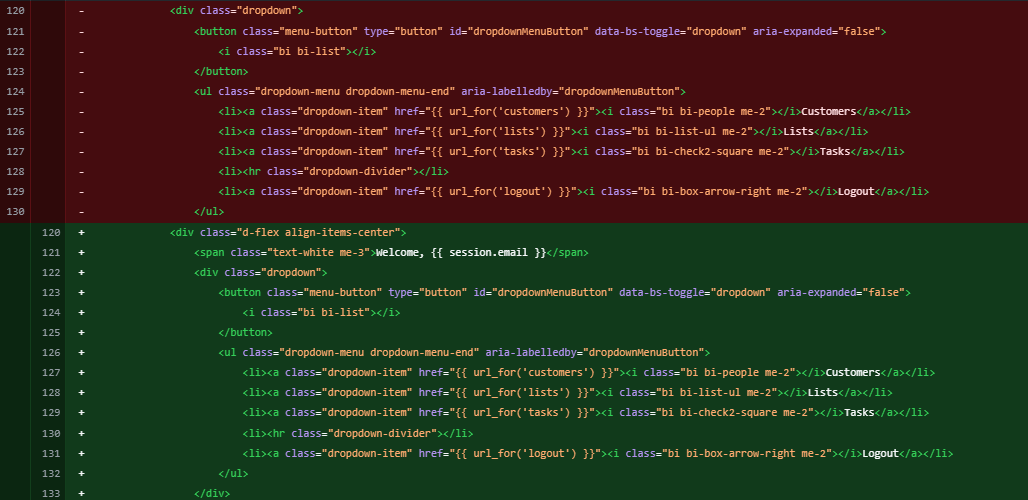 120 - <div class="dropdown">
121 - <button class="menu-button" type="button" id="dropdownMenuButton" data-bs-toggle="dropdown" aria-expanded="false">
122 - <i class="bi bi-list"></i>
123 - </button>
124 - <ul class="dropdown-menu dropdown-menu-end" aria-labelledby="dropdownMenuButton">
125 - <li><a class="dropdown-item" href="{{ url_for('customers') }}"><i class="bi bi-people me-2"></i>Customers</a></li>
126 - <li><a class="dropdown-item" href="{{ url_for('lists') }}"><i class="bi bi-list-ul me-2"></i>Lists</a></li>
127 - <li><a class="dropdown-item" href="{{ url_for('tasks') }}"><i class="bi bi-check2-square me-2"></i>Tasks</a></li>
128 - <li><hr class="dropdown-divider"></li>
129 - <li><a class="dropdown-item" href="{{ url_for('logout') }}"><i class="bi bi-box-arrow-right me-2"></i>Logout</a></li>
130 - </ul>
120 + <div class="d-flex align-items-center">
121 + <span class="text-white me-3">Welcome, {{ session.email }}</span>
122 + <div class="dropdown">
123 + <button class="menu-button" type="button" id="dropdownMenuButton" data-bs-toggle="dropdown" aria-expanded="false">
124 + <i class="bi bi-list"></i>
125 + </button>
126 + <ul class="dropdown-menu dropdown-menu-end" aria-labelledby="dropdownMenuButton">
127 + <li><a class="dropdown-item" href="{{ url_for('customers') }}"><i class="bi bi-people me-2"></i>Customers</a></li>
128 + <li><a class="dropdown-item" href="{{ url_for('lists') }}"><i class="bi bi-list-ul me-2"></i>Lists</a></li>
129 + <li><a class="dropdown-item" href="{{ url_for('tasks') }}"><i class="bi bi-check2-square me-2"></i>Tasks</a></li>
130 + <li><hr class="dropdown-divider"></li>
131 + <li><a class="dropdown-item" href="{{ url_for('logout') }}"><i class="bi bi-box-arrow-right me-2"></i>Logout</a></li>
132 + </ul>
133 + </div>